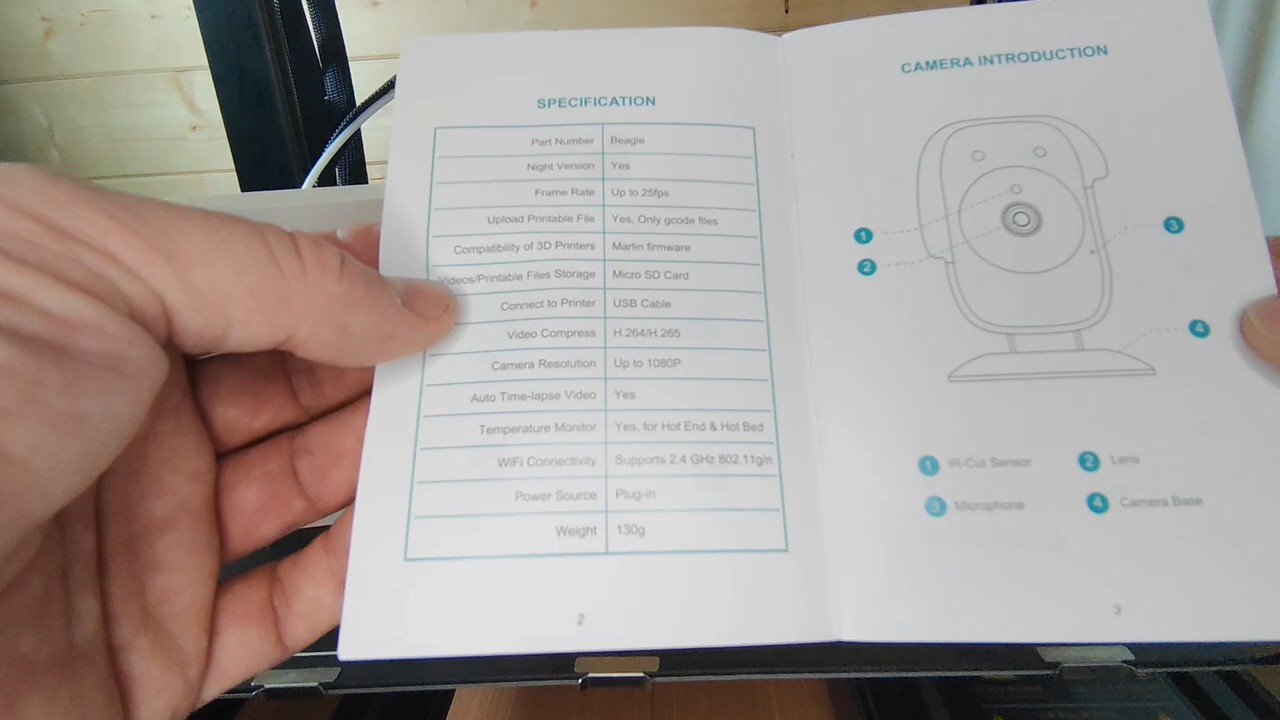 SPECIFICATION
Part Number Beagle
Night Version Yes
Frame Rate Up to 25fps
Upload Printable File Yes, Only gcode files
Compatibility of 3D Printers Marlin firmware
Videos/Printable Files Storage Micro SD Card
Connect to Printer USB Cable
Video Compress H.264/H.265
Camera Resolution Up to 1080P
Auto Time-lapse Video Yes
Temperature Monitor Yes, for Hot End & Hot Bed
WiFi Connectivity Supports 2.4 GHz 802.11g/n
Power Source Plug-in
Weight 130g
2
CAMERA INTRODUCTION
1
2
3
4
1 IR-Cut Sensor 2 Lens
3 Microphone 4 Camera Base
3